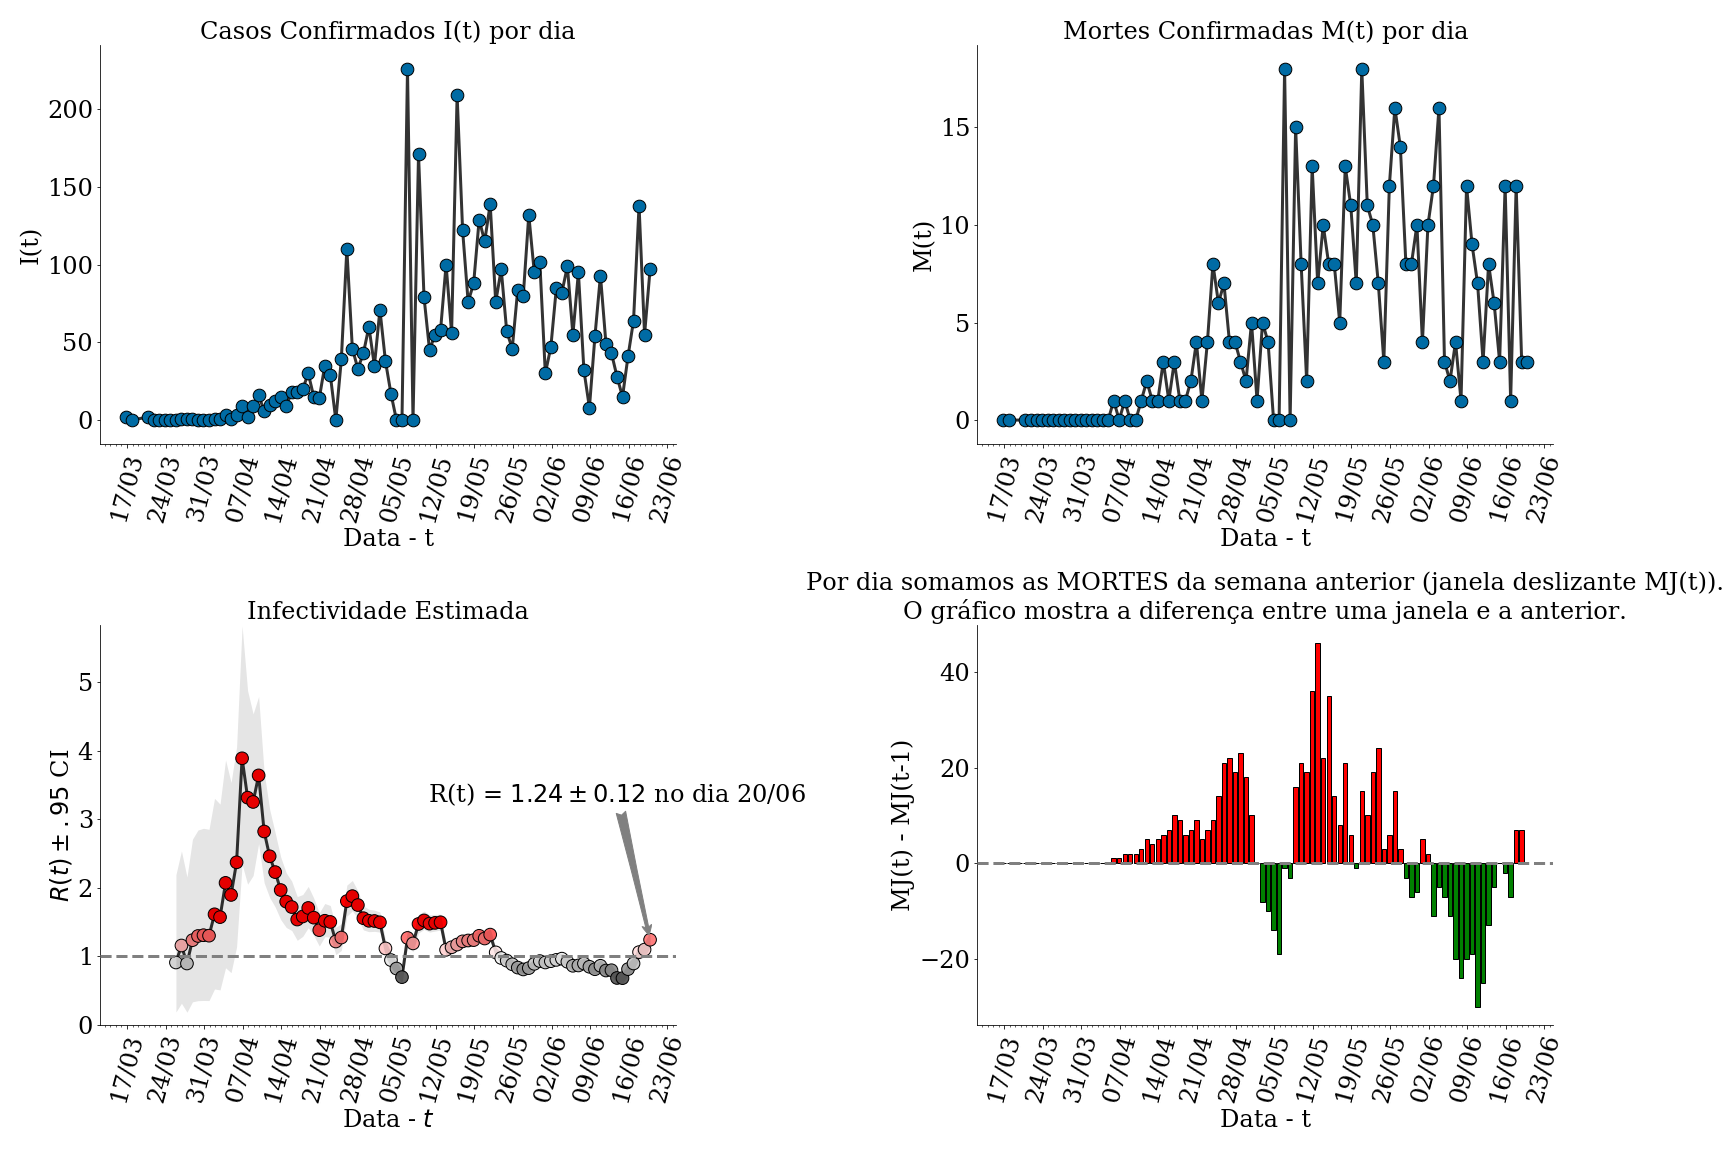 Casos Confirmados I(t) por dia
I(t)
200
150
100
50
0
17/03 24/03 31/03 07/04 14/04 21/04 28/04 05/05 12/05 19/05 26/05 02/06 09/06 16/06 23/06
Data - t
Mortes Confirmadas M(t) por dia
M(t)
15
10
5
0
17/03 24/03 31/03 07/04 14/04 21/04 28/04 05/05 12/05 19/05 26/05 02/06 09/06 16/06 23/06
Data - t
Infectividade Estimada
R(t) ± .95 CI
5
4
3
2
1
0
R(t) = 1.24 ± 0.12 no dia 20/06
17/03 24/03 31/03 07/04 14/04 21/04 28/04 05/05 12/05 19/05 26/05 02/06 09/06 16/06 23/06
Data - t
Por dia somamos as MORTES da semana anterior (janela deslizante MJ(t)).
O gráfico mostra a diferença entre uma janela e a anterior.
MJ(t) - MJ(t-1)
40
20
0
−20
17/03 24/03 31/03 07/04 14/04 21/04 28/04 05/05 12/05 19/05 26/05 02/06 09/06 16/06 23/06
Data - t